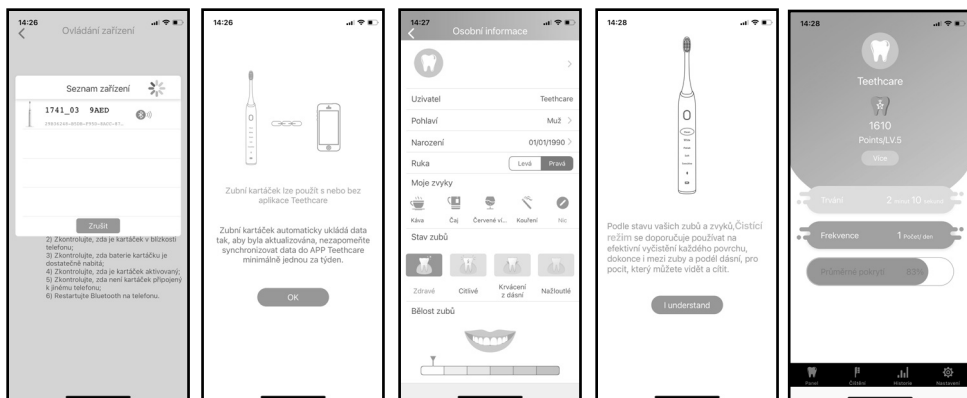 14:26
Ovládání zařízení
Seznam zařízení
1741_03 9AED
Zrušit
2) Zkontrolujte, zda je kartáček v blízkosti
telefonu;
3) Zkontrolujte, zda baterie kartáčku je
dostatečně nabitá;
4) Zkontrolujte, zda je kartáček aktivovaný;
5) Zkontrolujte, zda není kartáček připojený
k jinému telefonu;
6) Restartujte Bluetooth na telefonu.
14:26
Zubní kartáček lze použít s nebo bez
aplikace Teethcare
Zubní kartáček automaticky ukládá data
tak, aby byla aktualizována, nezapomeňte
synchronizovat data do APP Teethcare
minimálně jednou za týden.
OK
14:27
Osobní informace
Uzivatel Teethcare
Pohlaví Muž
Narození 01/01/1990
Ruka Levá Pravá
Moje zvyky
Káva Čaj Červené ví... Kouření Nic
Stav zubů
Zdravé Citlivé Krvácení Nažloutlé
z dásní
Bělost zubů
14:28
Podle stavu vašich zubů a zvyků,Čisticí
režim se doporučuje používat na
efektivní vyčištění každého povrchu,
dokonce i mezi zuby a podél dásní, pro
pocit, který můžete vidět a cítit.
I understand
14:28
Teethcare
1610
Points/LV.5
Více
Trvání 2 minut 10 sekund
Frekvence 1 Počet/ den
Průměrné pokrytí 83%
Panel Čištění Historie Nastavení